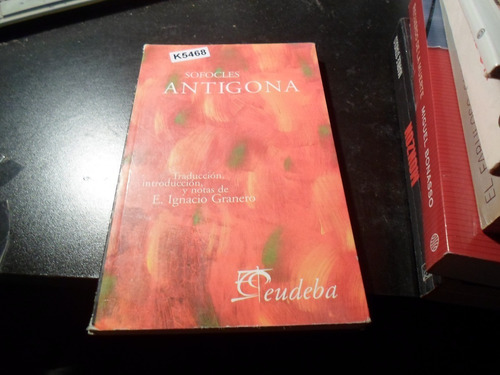 K5468
SOFOCLES
ANTIGONA
Traducción,
introducción,
y notas de
E. Ignacio Granero
eudeba
MIGUEL BONASSO